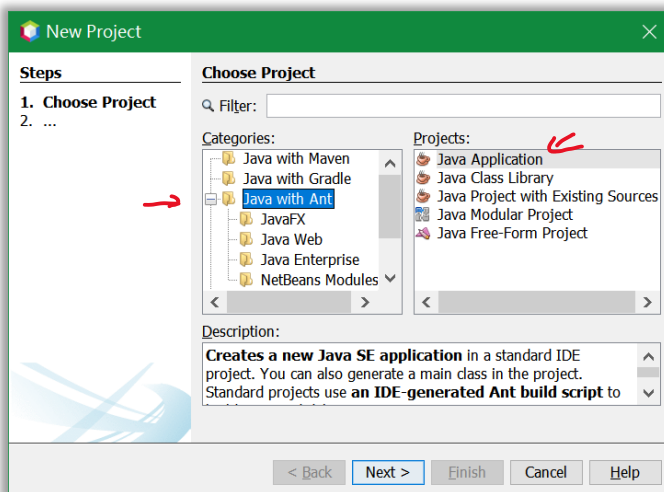 New Project
Steps
1. Choose Project
2. ...
Choose Project
Filter:
Categories:
Java with Maven
Java with Gradle
Java with Ant
JavaFX
Java Web
Java Enterprise
NetBeans Modules
Projects:
Java Application
Java Class Library
Java Project with Existing Sources
Java Modular Project
Java Free-Form Project
Description:
Creates a new Java SE application in a standard IDE
project. You can also generate a main class in the project.
Standard projects use an IDE-generated Ant build script to
< Back
Next >
Finish
Cancel
Help